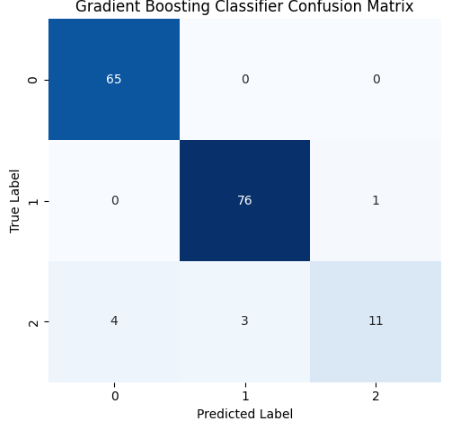 Gradient Boosting Classifier Confusion Matrix
0 65 0 0
True Label
1 0 76 1
2 4 3 11
0 1 2
Predicted Label